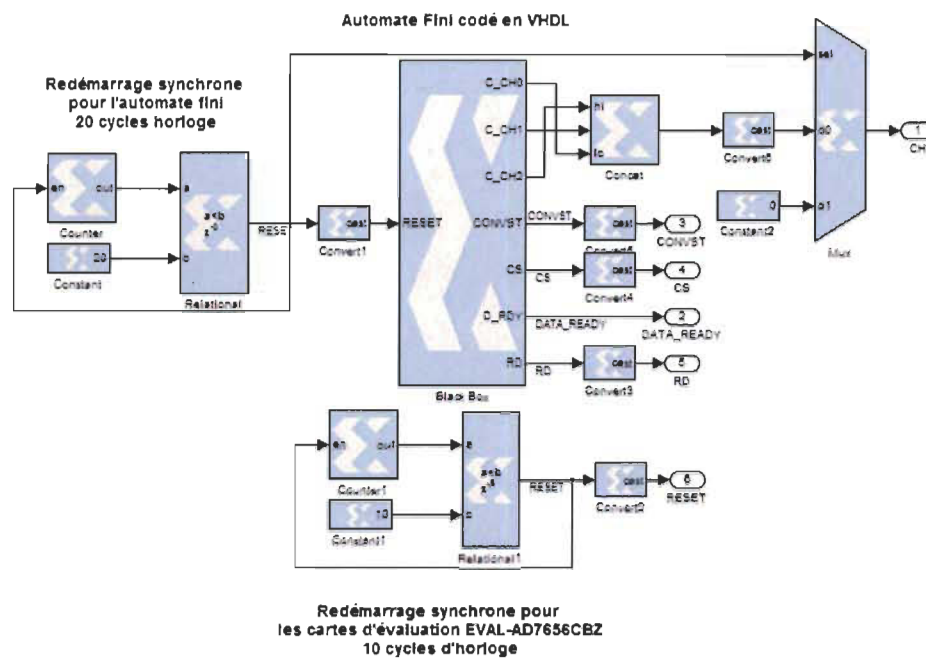 Automate Fini codé en VHDL
Redémarrage synchrone
pour l'automate fini
20 cycles horloge
sel
C_CH0
hi
en
out
a
C_CH1
cast
d0
1
CH
lo
Concat
Convert6
C_CH2
a<b
RESE
cast
RESET
CONVST
CONVST
cast
3
CONVST
0
d1
Constant2
Mux
Counter
20
b
Constant
Convert1
Relational
CS
CS
cast
4
CS
Convert4
D_RDY
DATA_READY
2
DATA_READY
RD
RD
cast
5
RD
Convert3
Black Box
en
out
a
Counter1
a<b
RESET
cast
6
RESET
Convert2
10
Constant1
Relational1
Redémarrage synchrone pour
les cartes d'évaluation EVAL-AD7656CBZ
10 cycles d'horloge